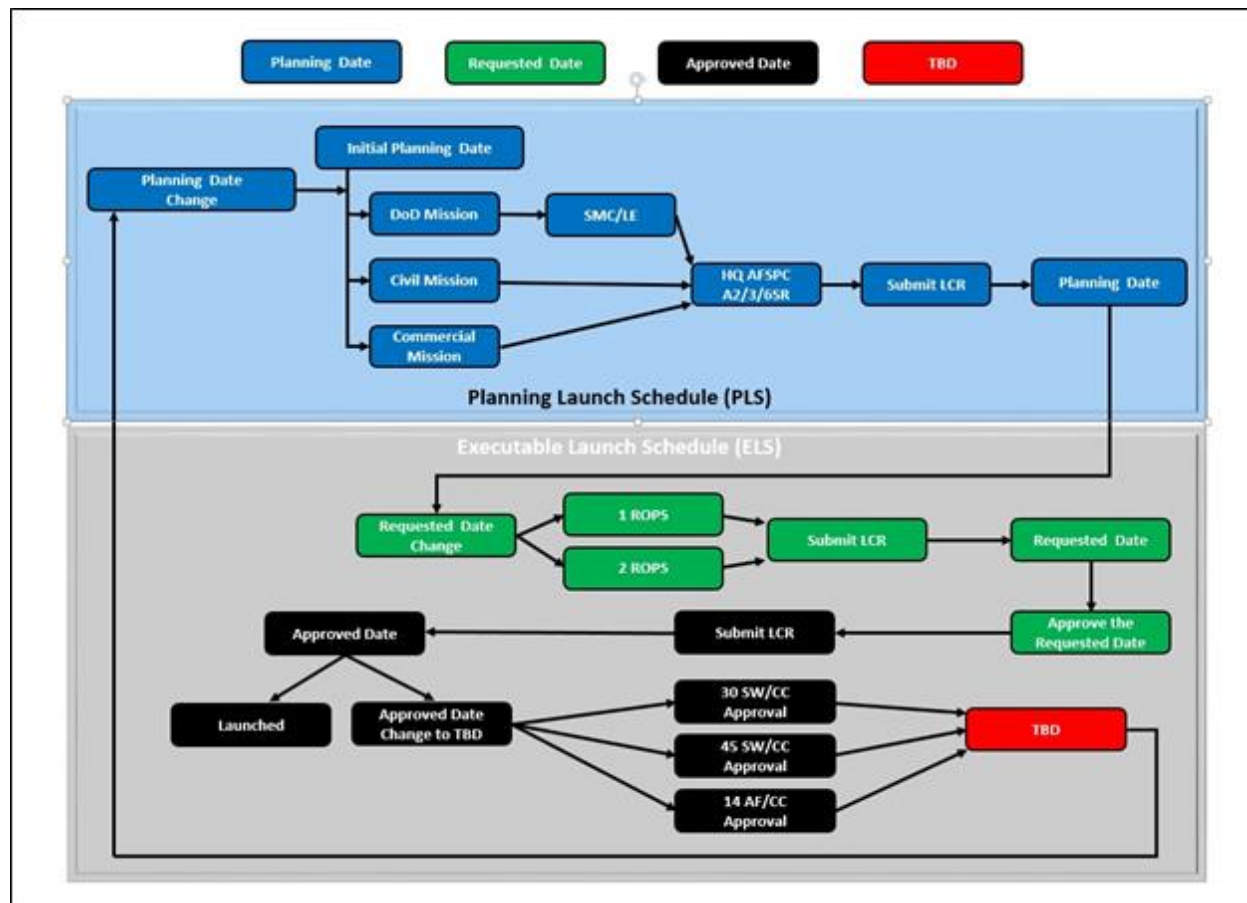 Planning Date
Requested Date
Approved Date
TBD
Initial Planning Date
Planning Date
Change
DoD Mission
SMC/LE
Civil Mission
HQ AFSPC
A2/3/6SR
Submit LCR
Planning Date
Commercial
Mission
Planning Launch Schedule (PLS)
Executable Launch Schedule (ELS)
Requested Date
Change
1 ROPS
2 ROPS
Submit LCR
Requested Date
Approved Date
Submit LCR
Approve the
Requested Date
Launched
Approved Date
Change to TBD
30 SW/CC
Approval
45 SW/CC
Approval
14 AF/CC
Approval
TBD